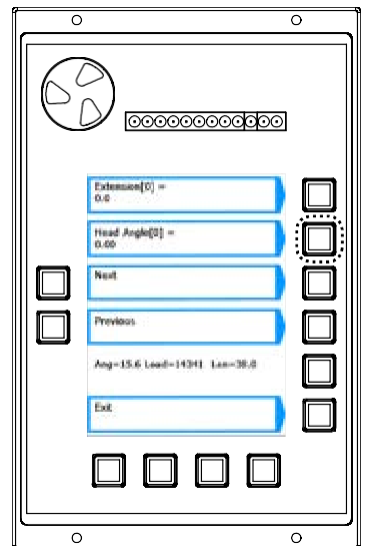 Extension[0] =
0.0
Head Angle[0] =
0.00
Next
Previous
Ang=15.6 Load=14341 Len=38.0
Exit